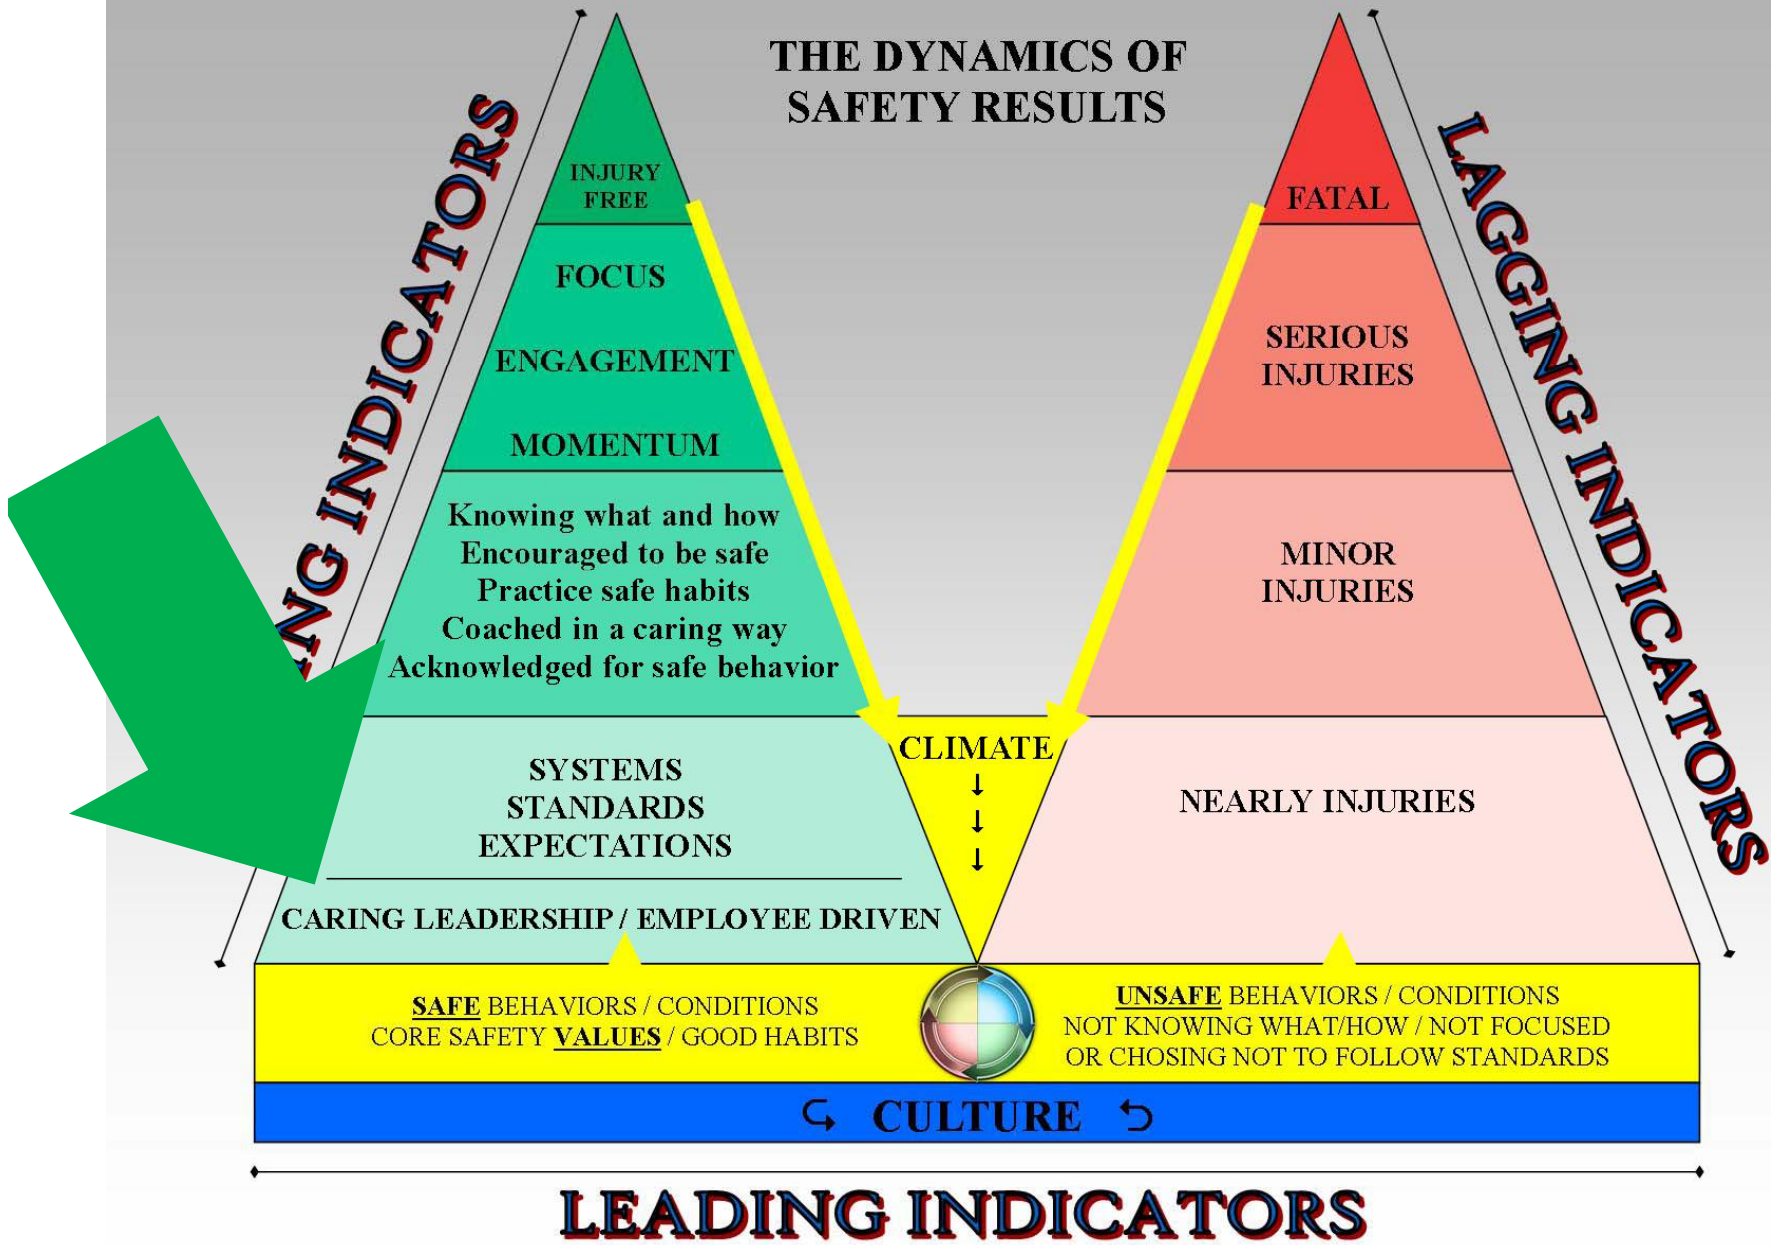 THE DYNAMICS OF
SAFETY RESULTS
INJURY
FREE
FOCUS
ENGAGEMENT
MOMENTUM
Knowing what and how
Encouraged to be safe
Practice safe habits
Coached in a caring way
Acknowledged for safe behavior
SYSTEMS
STANDARDS
EXPECTATIONS
CARING LEADERSHIP / EMPLOYEE DRIVEN
INDICATORS
CLIMATE
FATAL
SERIOUS
INJURIES
MINOR
INJURIES
NEARLY INJURIES
LAGGING INDICATORS
SAFE BEHAVIORS / CONDITIONS
CORE SAFETY VALUES / GOOD HABITS
UNSAFE BEHAVIORS / CONDITIONS
NOT KNOWING WHAT/HOW / NOT FOCUSED
OR CHOSING NOT TO FOLLOW STANDARDS
CULTURE
LEADING INDICATORS